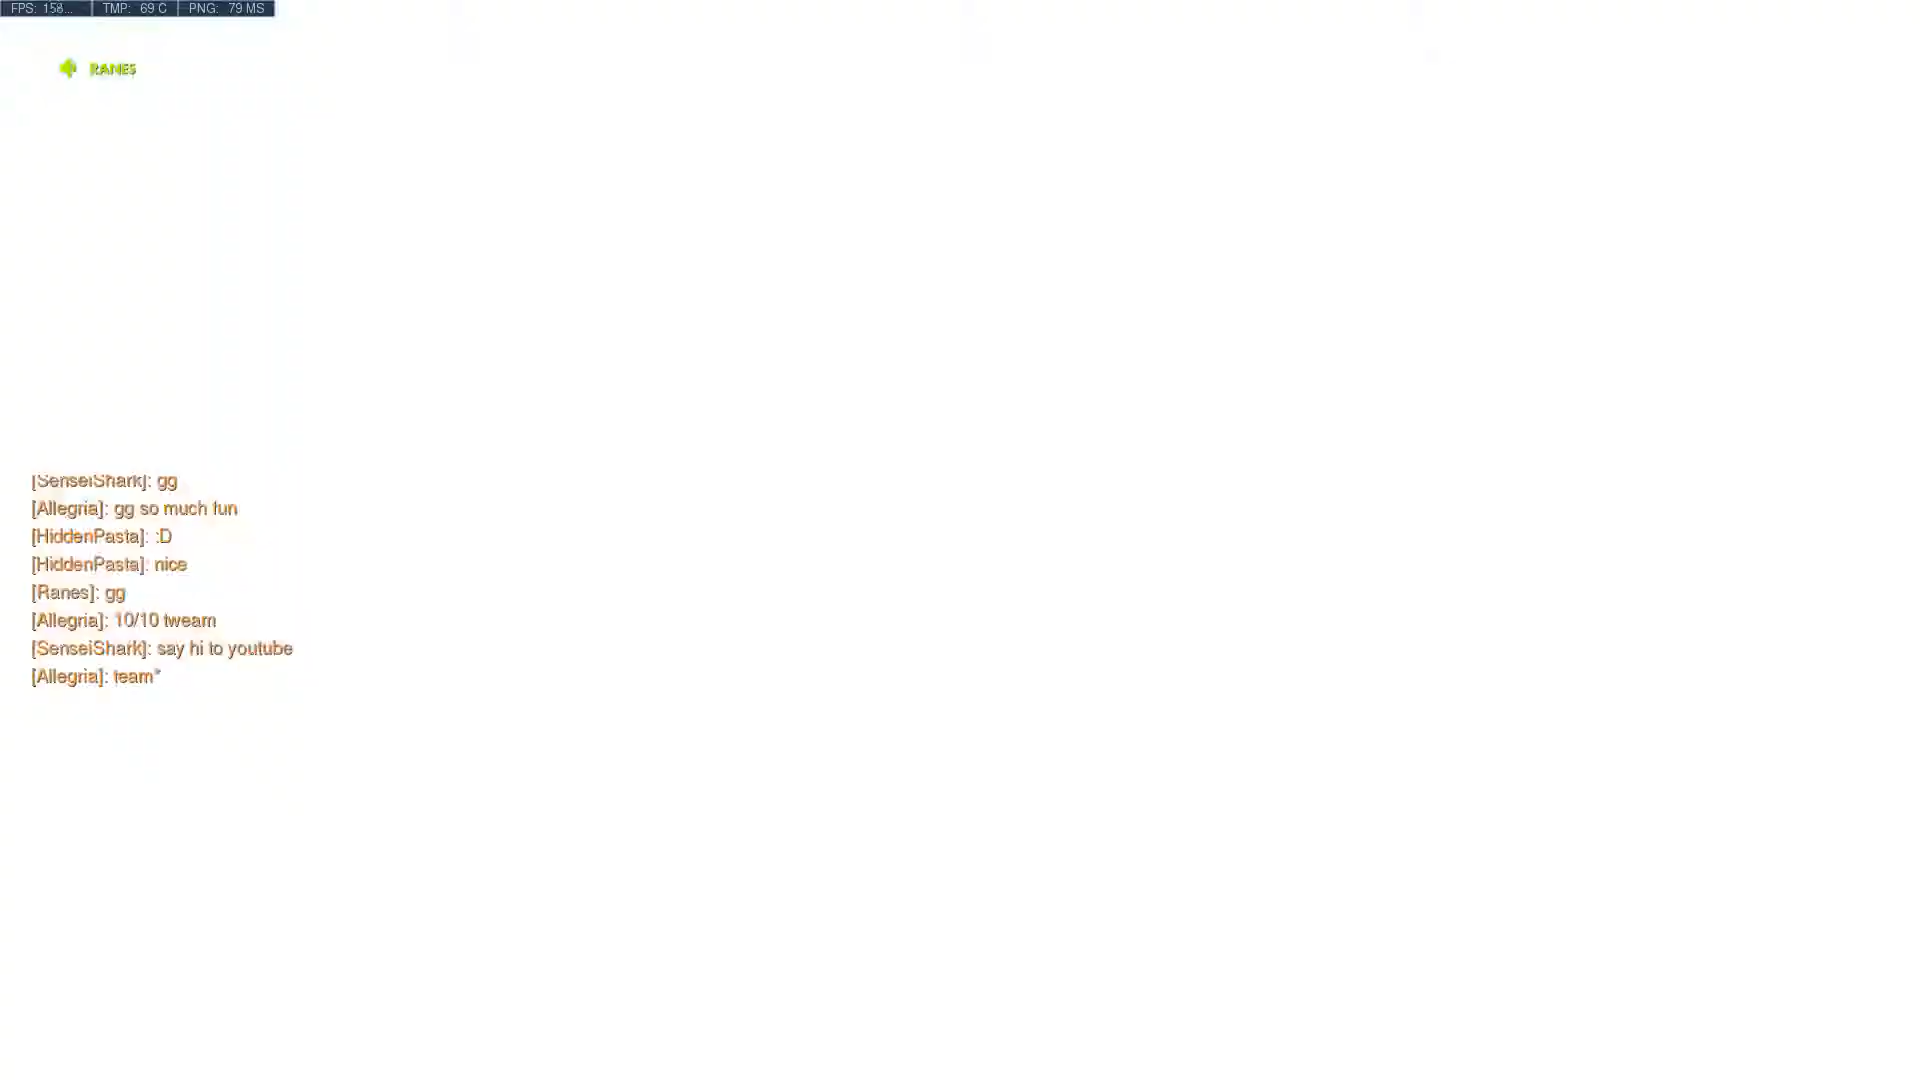 FPS: 158... | TMP: 69 C | PNG: 79 MS
RANES
[SenseiShark]: gg
[Allegria]: gg so much fun
[HiddenPasta]: :D
[HiddenPasta]: nice
[Ranes]: gg
[Allegria]: 10/10 tweam
[SenseiShark]: say hi to youtube
[Allegria]: team*